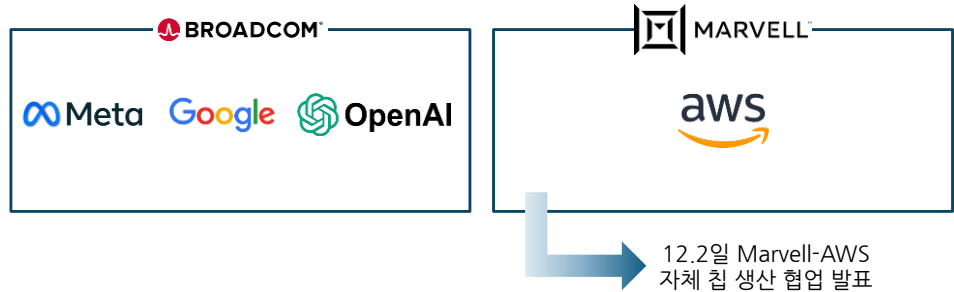 BROADCOM®
MARVELL™
Meta
Google
OpenAI
aws
12.2일 Marvell-AWS
자체 칩 생산 협업 발표